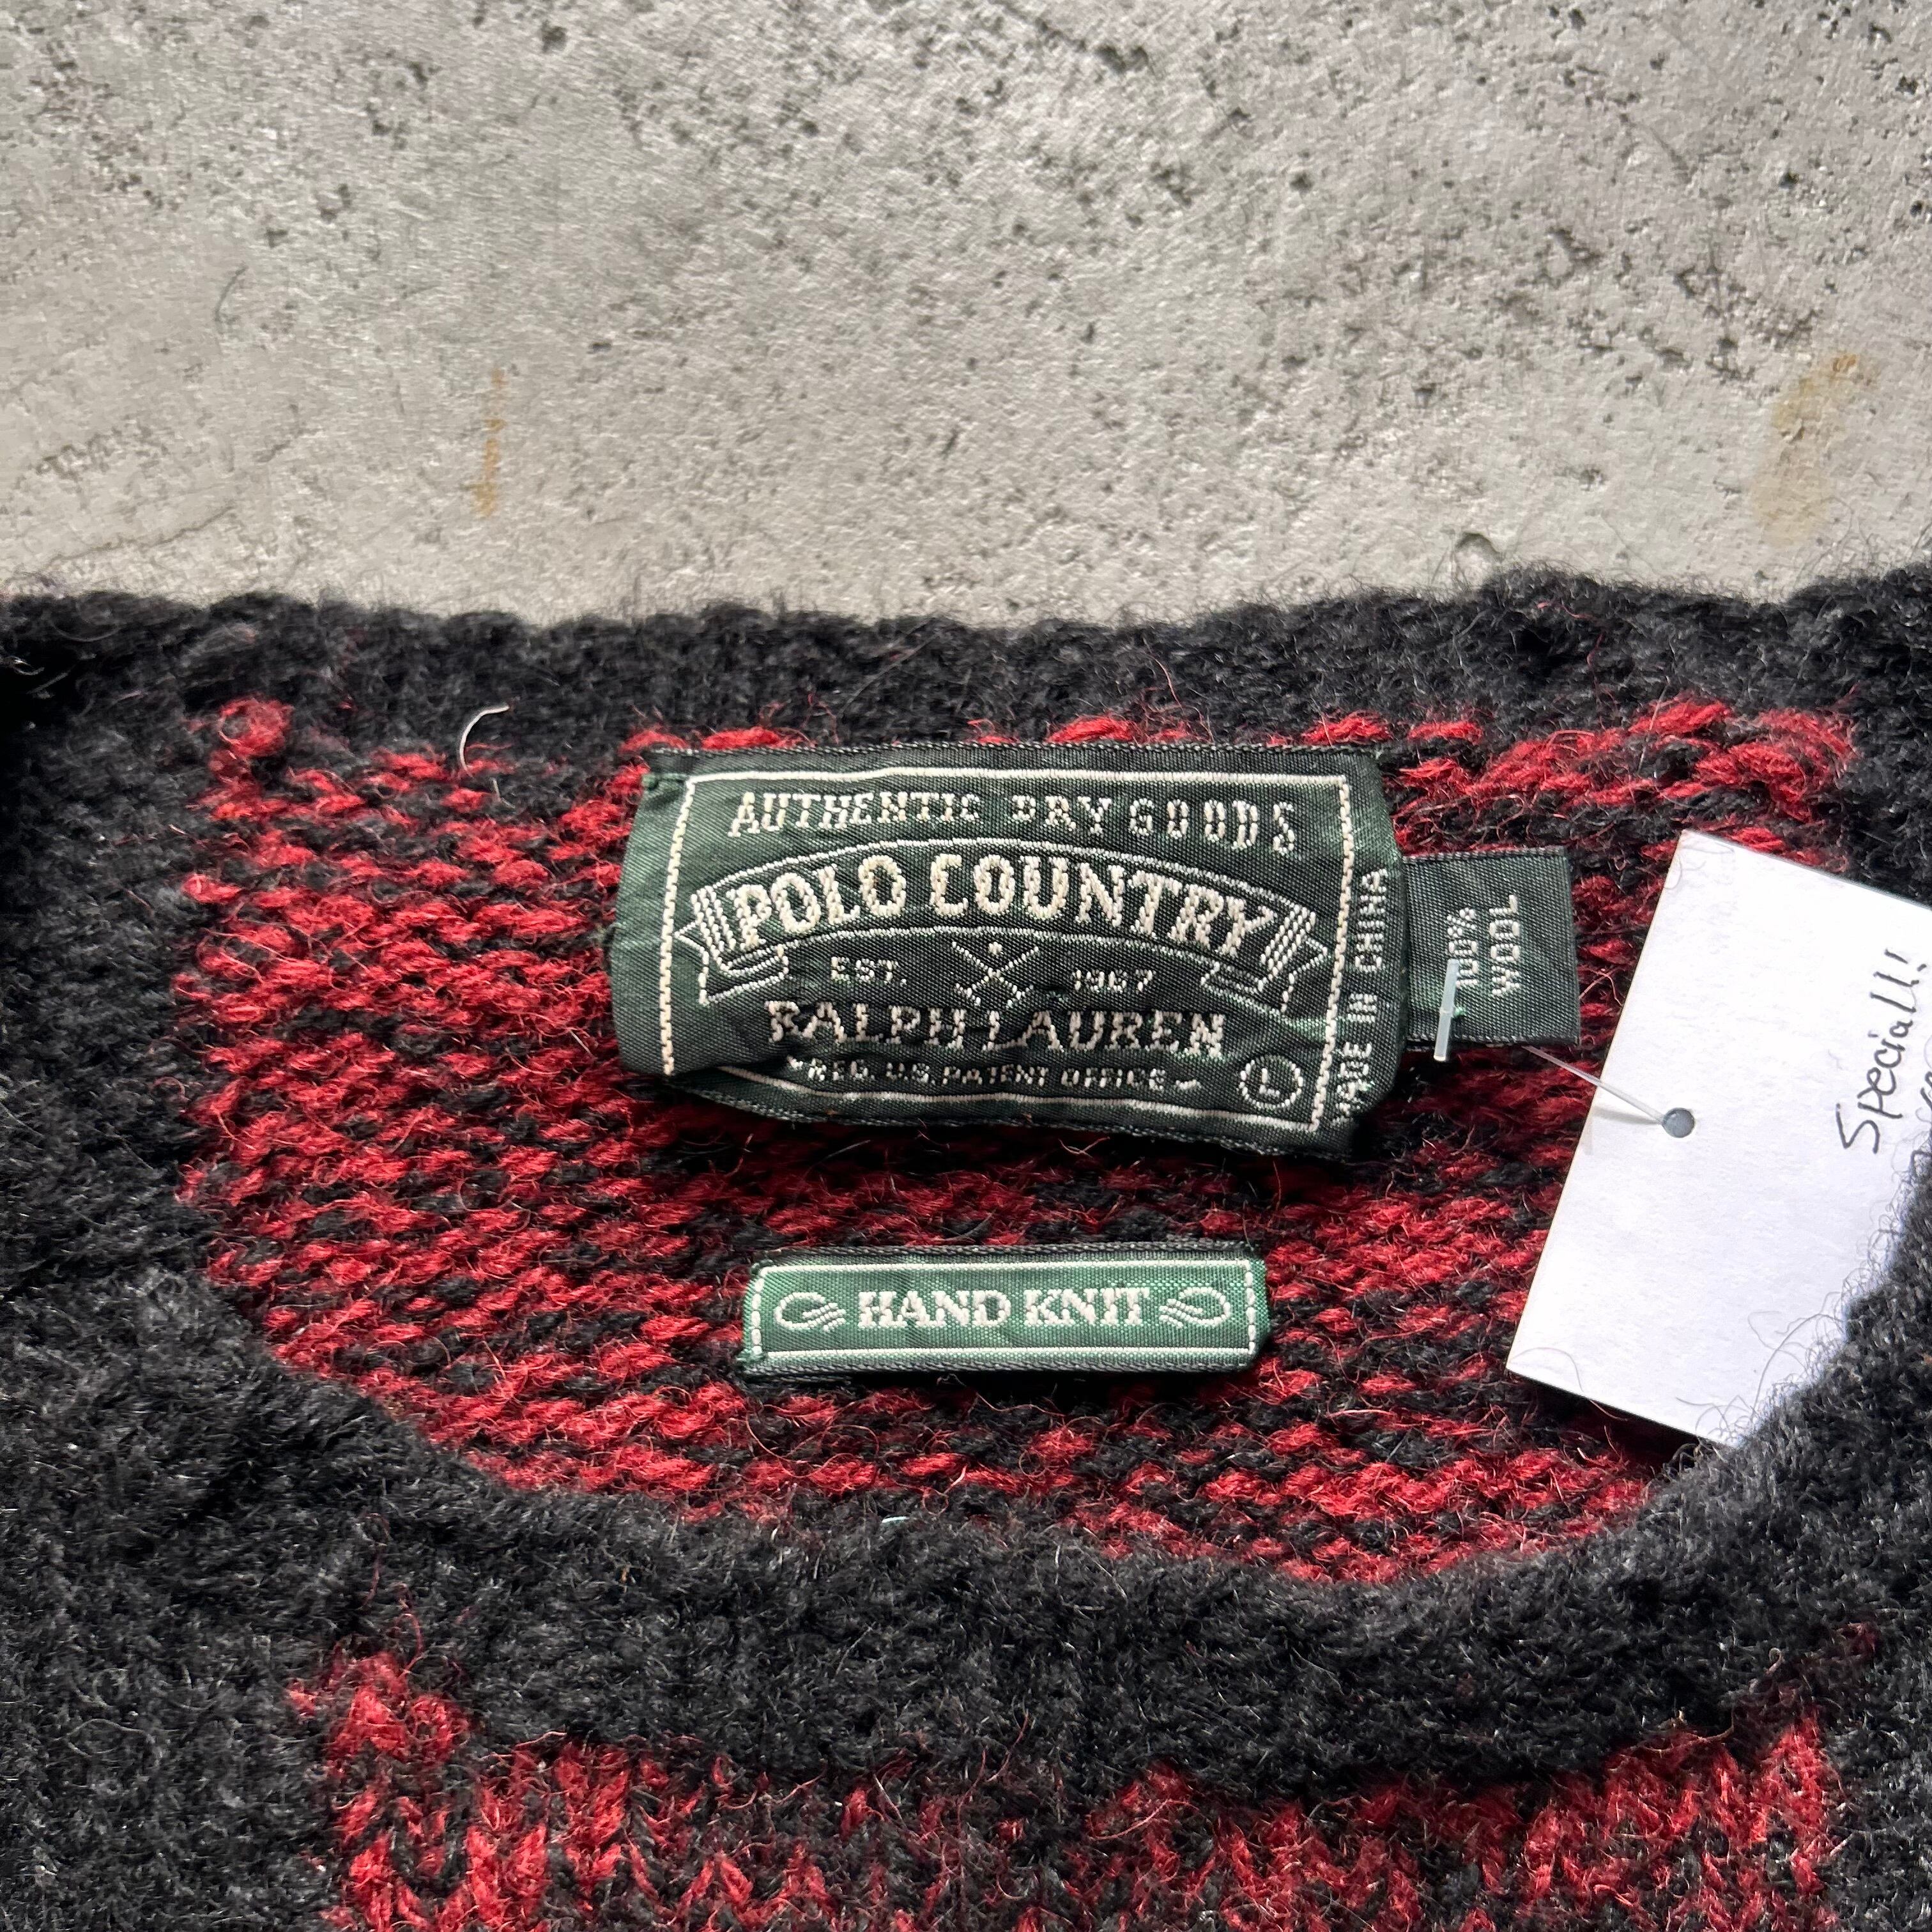 AUTHENTIC DRY GOODS
POLO COUNTRY
EST. 1967
RALPH LAUREN
REG. U.S. PATENT OFFICE
L
MADE IN CHINA
100%
WOOL
HAND KNIT
Special!!